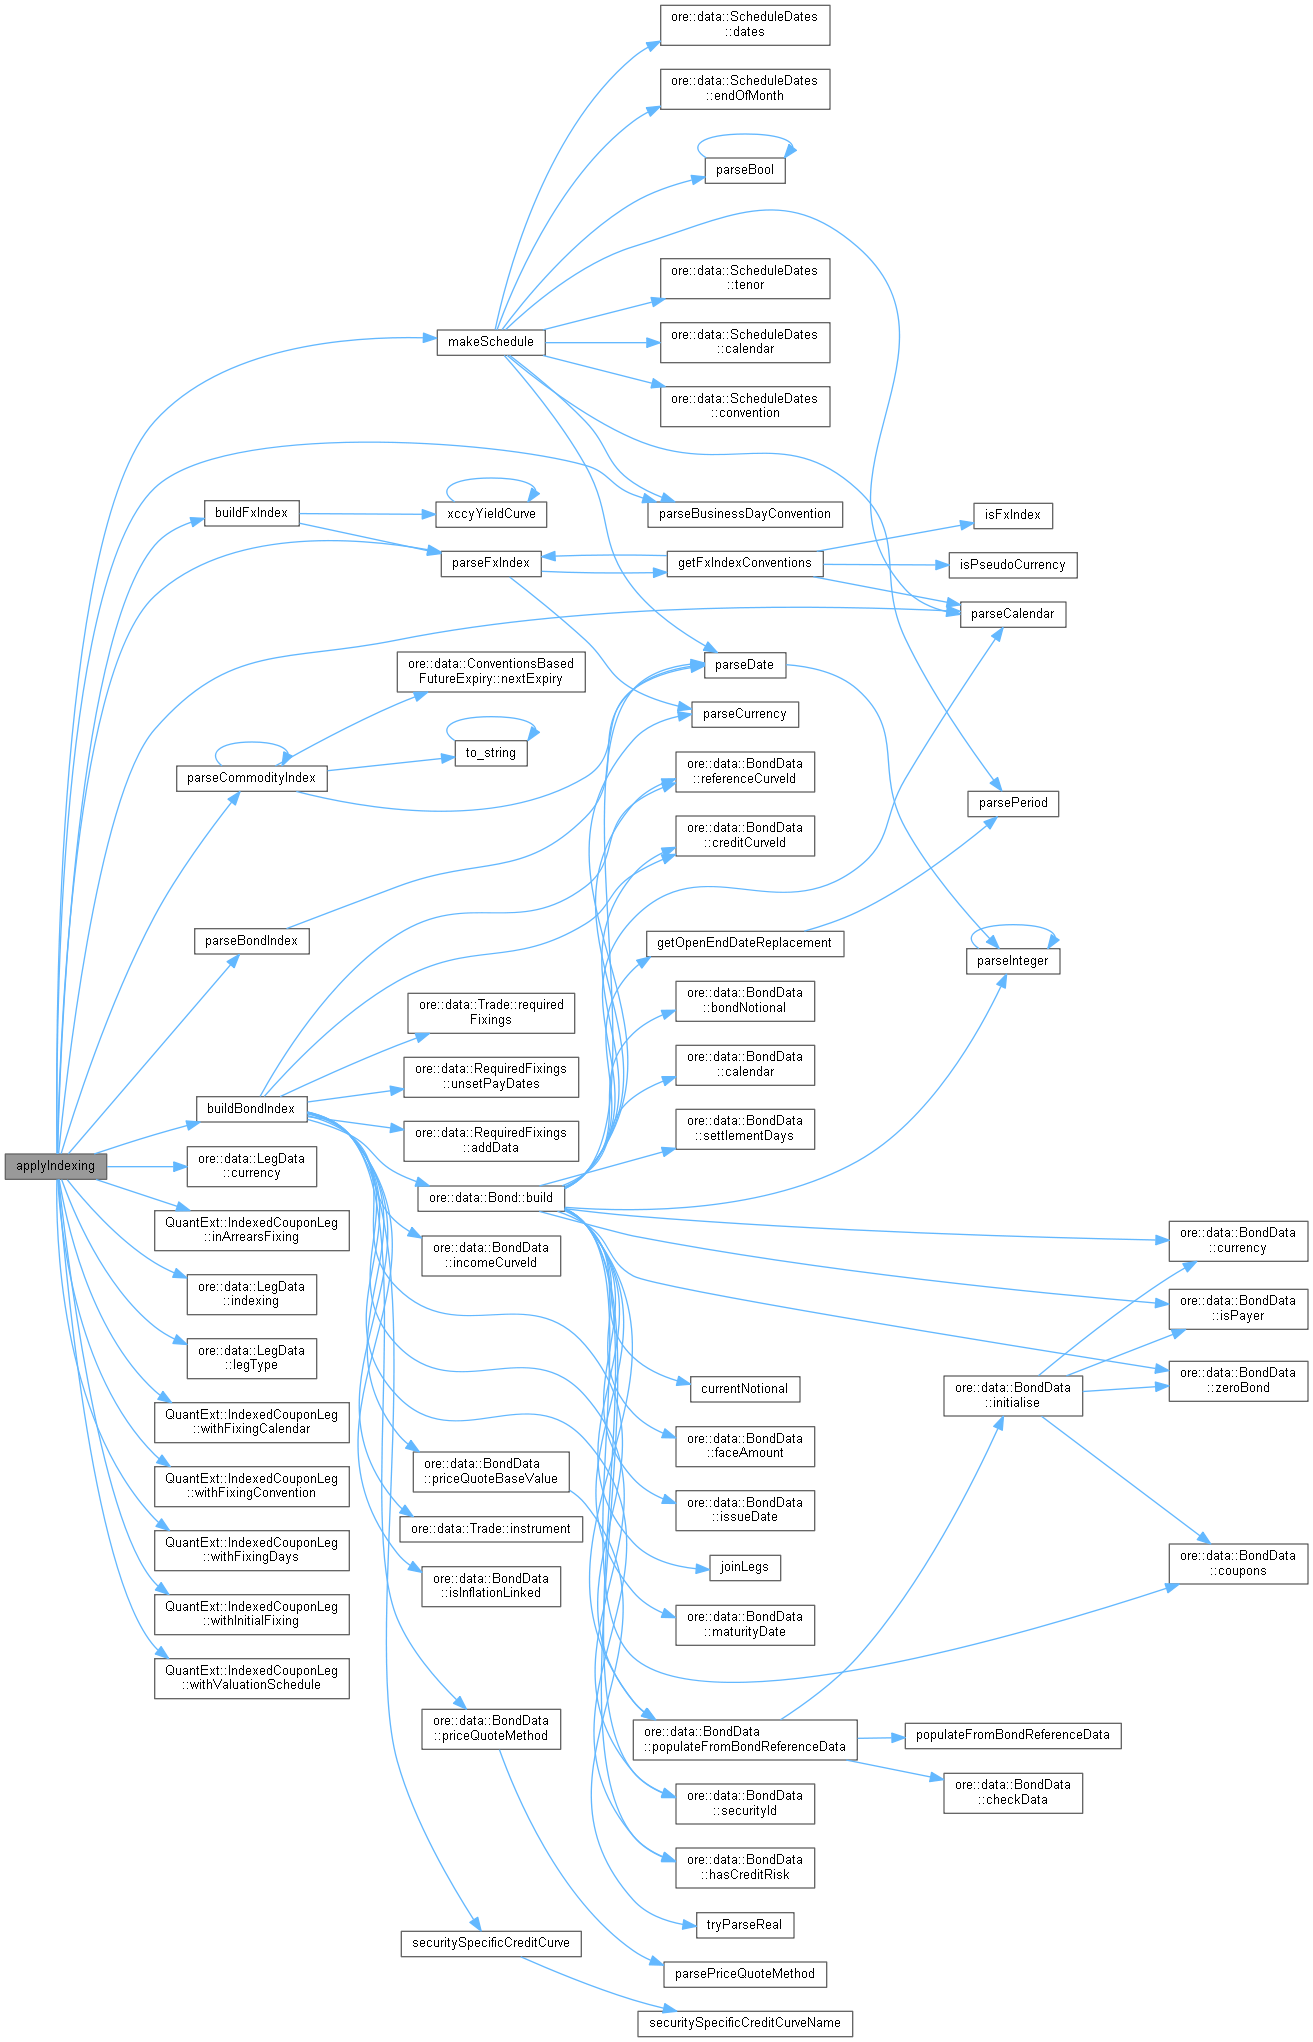 ore::data::ScheduleDates
::dates
ore::data::ScheduleDates
::endOfMonth
parseBool
ore::data::ScheduleDates
::tenor
makeSchedule
ore::data::ScheduleDates
::calendar
ore::data::ScheduleDates
::convention
buildFxIndex
xccyYieldCurve
parseBusinessDayConvention
isFxIndex
parseFxIndex
getFxIndexConventions
isPseudoCurrency
parseCalendar
ore::data::ConventionsBased
FutureExpiry::nextExpiry
parseDate
parseCurrency
to_string
parseCommodityIndex
ore::data::BondData
::referenceCurveId
parsePeriod
ore::data::BondData
::creditCurveId
parseBondIndex
getOpenEndDateReplacement
parseInteger
ore::data::Trade::required
Fixings
ore::data::BondData
::bondNotional
ore::data::RequiredFixings
::unsetPayDates
ore::data::BondData
::calendar
buildBondIndex
ore::data::RequiredFixings
::addData
ore::data::BondData
::settlementDays
applyIndexing
ore::data::LegData
::currency
ore::data::Bond::build
QuantExt::IndexedCouponLeg
::inArrearsFixing
ore::data::BondData
::incomeCurveId
ore::data::BondData
::currency
ore::data::LegData
::indexing
ore::data::BondData
::isPayer
ore::data::LegData
::legType
currentNotional
ore::data::BondData
::initialise
ore::data::BondData
::zeroBond
QuantExt::IndexedCouponLeg
::withFixingCalendar
ore::data::BondData
::faceAmount
QuantExt::IndexedCouponLeg
::withFixingConvention
ore::data::BondData
::priceQuoteBaseValue
ore::data::BondData
::issueDate
ore::data::Trade::instrument
QuantExt::IndexedCouponLeg
::withFixingDays
joinLegs
ore::data::BondData
::coupons
ore::data::BondData
::isInflationLinked
QuantExt::IndexedCouponLeg
::withInitialFixing
ore::data::BondData
::maturityDate
QuantExt::IndexedCouponLeg
::withValuationSchedule
ore::data::BondData
::priceQuoteMethod
ore::data::BondData
::populateFromBondReferenceData
populateFromBondReferenceData
ore::data::BondData
::checkData
ore::data::BondData
::securityId
ore::data::BondData
::hasCreditRisk
tryParseReal
securitySpecificCreditCurve
parsePriceQuoteMethod
securitySpecificCreditCurveName